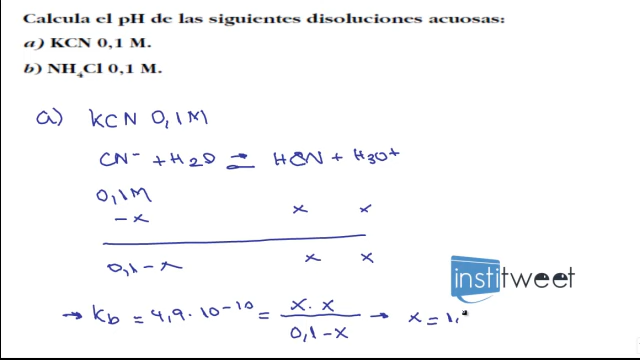 Calcula el pH de las siguientes disoluciones acuosas:
a) KCN 0,1 M.
b) NH₄Cl 0,1 M.
a) KCN 0,1M
CN⁻ + H₂O ⇌ HCN + H₃O+
0,1M
-x x x
0,1-x x x
institweet
→ Kb = 4,9·10⁻¹⁰ = x·x / 0,1-x → x = 1,